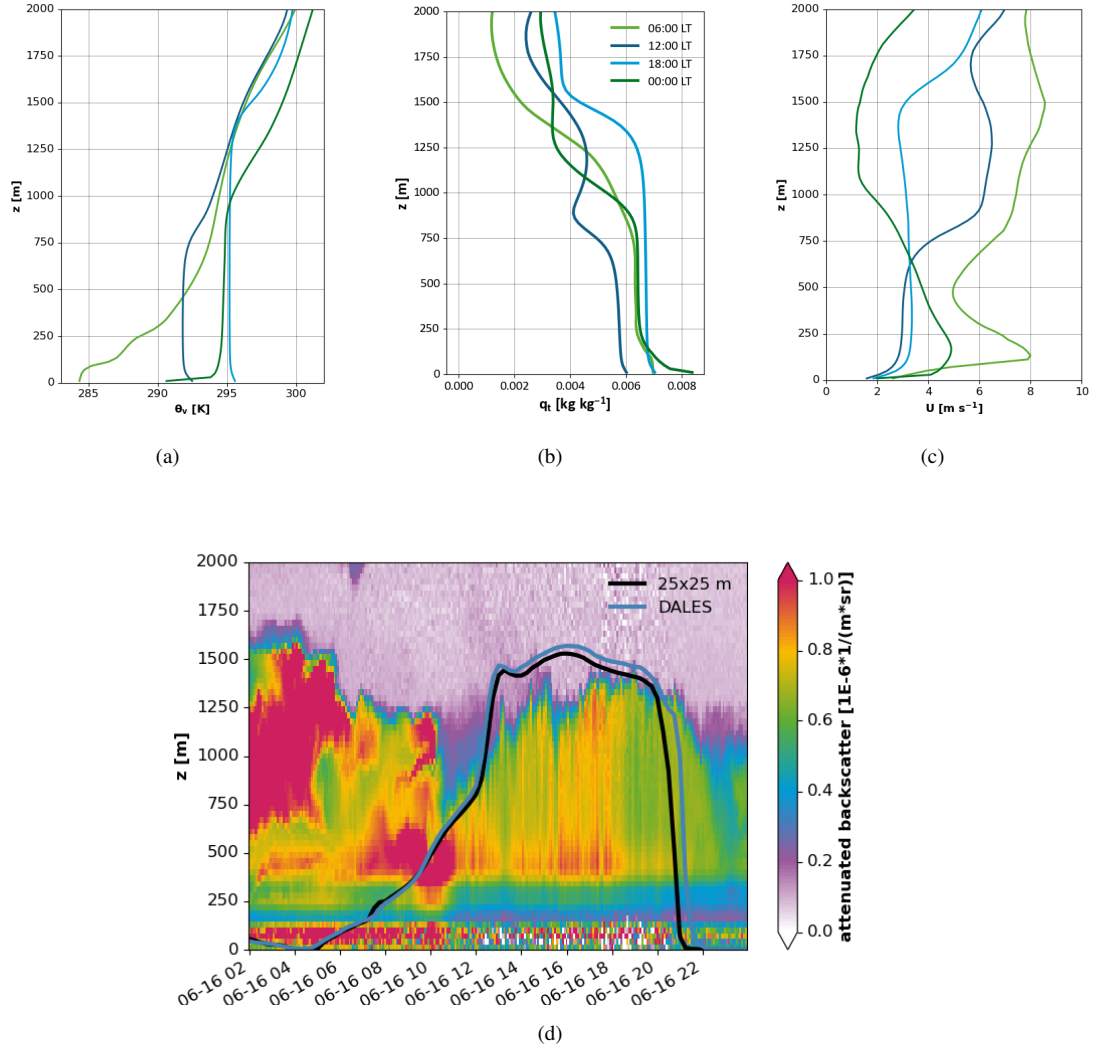 2000
1750
1500
1250
1000
750
500
250
0
z [m]
285 290 295 300
θv [K]
(a)
2000
1750
1500
1250
1000
750
500
250
0
z [m]
0.000 0.002 0.004 0.006 0.008
qt [kg kg⁻¹]
06:00 LT
12:00 LT
18:00 LT
00:00 LT
(b)
2000
1750
1500
1250
1000
750
500
250
0
z [m]
0 2 4 6 8 10
U [m s⁻¹]
(c)
2000
1750
1500
1250
1000
750
500
250
0
z [m]
25x25 m
DALES
06-16 02
06-16 04
06-16 06
06-16 08
06-16 10
06-16 12
06-16 14
06-16 16
06-16 18
06-16 20
06-16 22
1.0
0.8
0.6
0.4
0.2
0.0
attenuated backscatter [1E-6*1/(m*sr)]
(d)